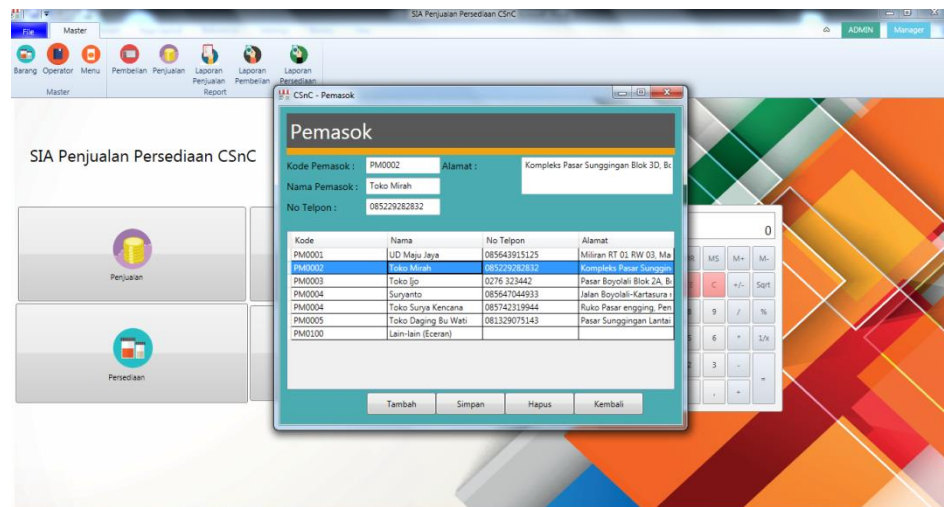 SIA Penjualan Persediaan CSnC
File Master
ADMIN Manager
Barang Operator Menu Pembelian Penjualan Laporan Penjualan Laporan Pembelian Laporan Persediaan
Master Report
SIA Penjualan Persediaan CSnC
Penjualan
Persediaan
CSnC - Pemasok
Pemasok
Kode Pemasok : PM0002 Alamat : Kompleks Pasar Sunggingan Blok 3D, Bo
Nama Pemasok : Toko Mirah
No Telpon : 085229282832
Kode Nama No Telpon Alamat
PM0001 UD Maju Jaya 085643915125 Miliran RT 01 RW 03, Ma
PM0002 Toko Mirah 085229282832 Kompleks Pasar Sunggin
PM0003 Toko Ijo 0276 323442 Pasar Boyolali Blok 2A, B
PM0004 Suryanto 085647044933 Jalan Boyolali-Kartasura
PM0004 Toko Surya Kencana 085742319944 Ruko Pasar engging, Pen
PM0005 Toko Daging Bu Wati 081329075143 Pasar Sunggingan Lantai
PM0100 Lain-lain (Eceran)
Tambah Simpan Hapus Kembali
0
MS M+ M-
C +/- Sqrt
9 / %
6 * 1/x
3 - =
, +